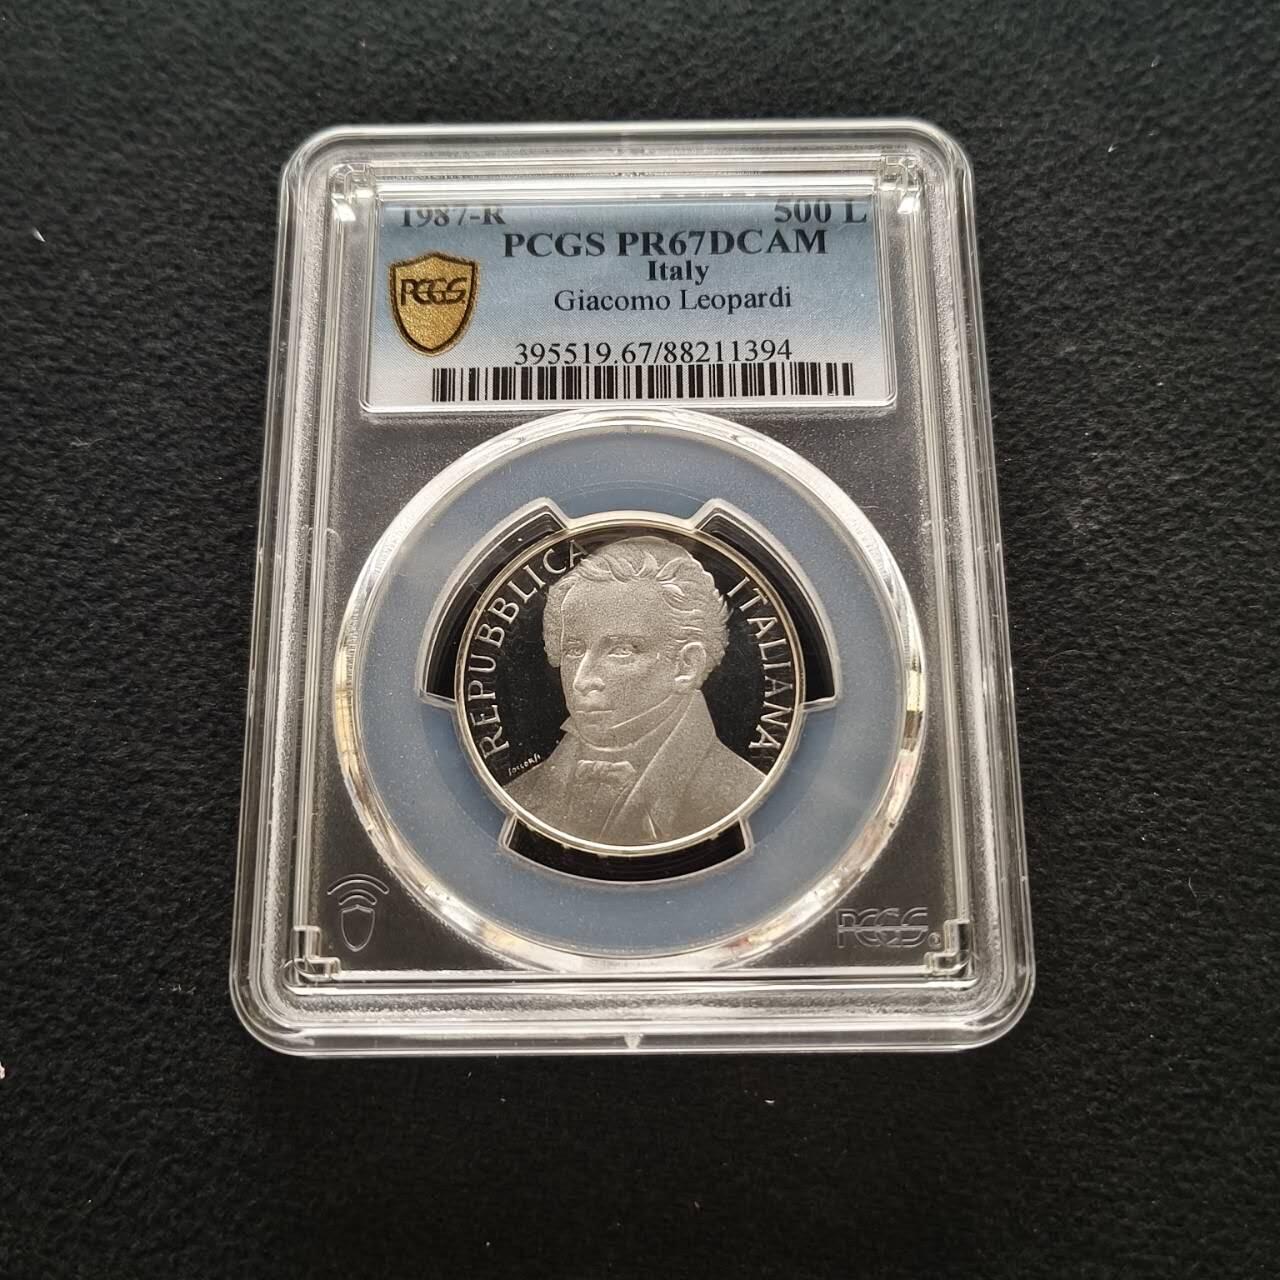 1987-R 500 L
PCGS PR67DCAM
Italy
PCGS
Giacomo Leopardi
395519.67/88211394
REPUBBLICA ITALIANA
PCGS